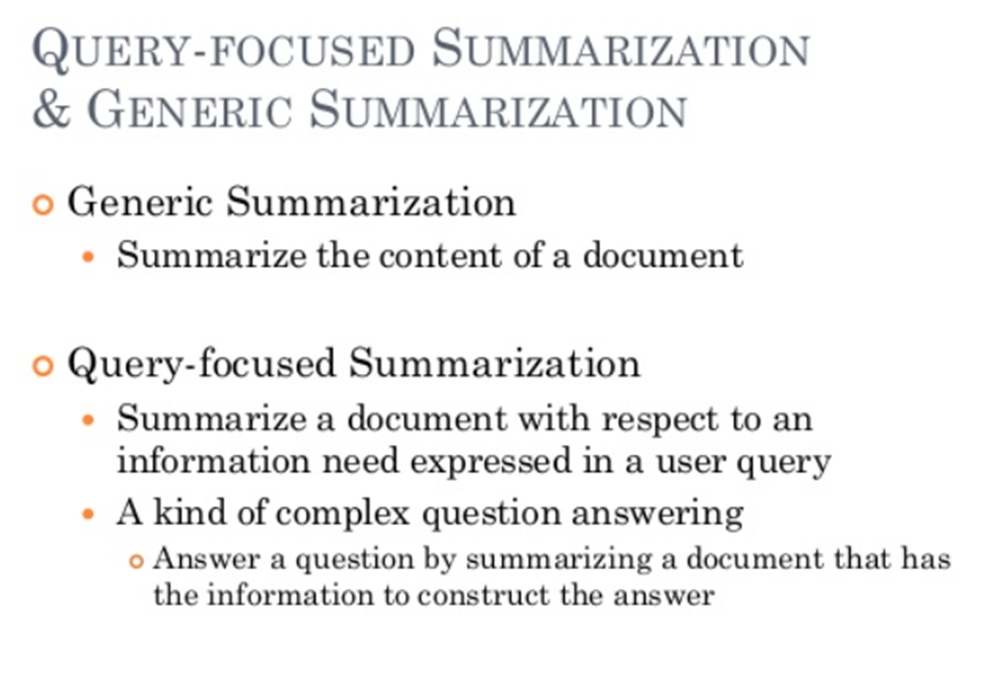 QUERY-FOCUSED SUMMARIZATION
& GENERIC SUMMARIZATION
Generic Summarization
Summarize the content of a document
Query-focused Summarization
Summarize a document with respect to an
information need expressed in a user query
A kind of complex question answering
Answer a question by summarizing a document that has
the information to construct the answer